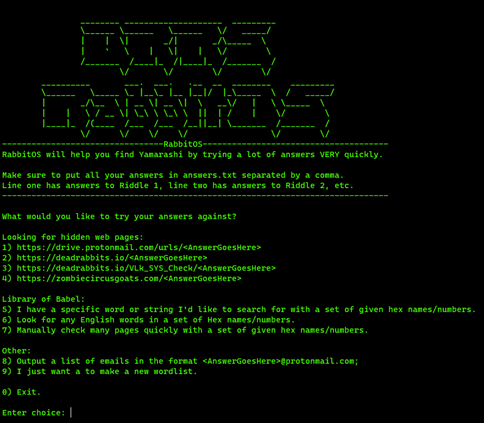 -------------------------------------RabbitOS-------------------------------------
RabbitOS will help you find Yamarashi by trying a lot of answers VERY quickly.
Make sure to put all your answers in answers.txt separated by a comma.
Line one has answers to Riddle 1, line two has answers to Riddle 2, etc.
What would you like to try your answers against?
Looking for hidden web pages:
1) https://drive.protonmail.com/urls/<AnswerGoesHere>
2) https://deadrabbits.io/<AnswerGoesHere>
3) https://deadrabbits.io/VLk_SYS_Check/<AnswerGoesHere>
4) https://zombiecircusgoats.com/<AnswerGoesHere>
Library of Babel:
5) I have a specific word or string I'd like to search for with a set of given hex names/numbers.
6) Look for any English words in a set of Hex names/numbers.
7) Manually check many pages quickly with a set of given hex names/numbers.
Other:
8) Output a list of emails in the format <AnswerGoesHere>@protonmail.com;
9) I just want a to make a new wordlist.
0) Exit.
Enter choice: